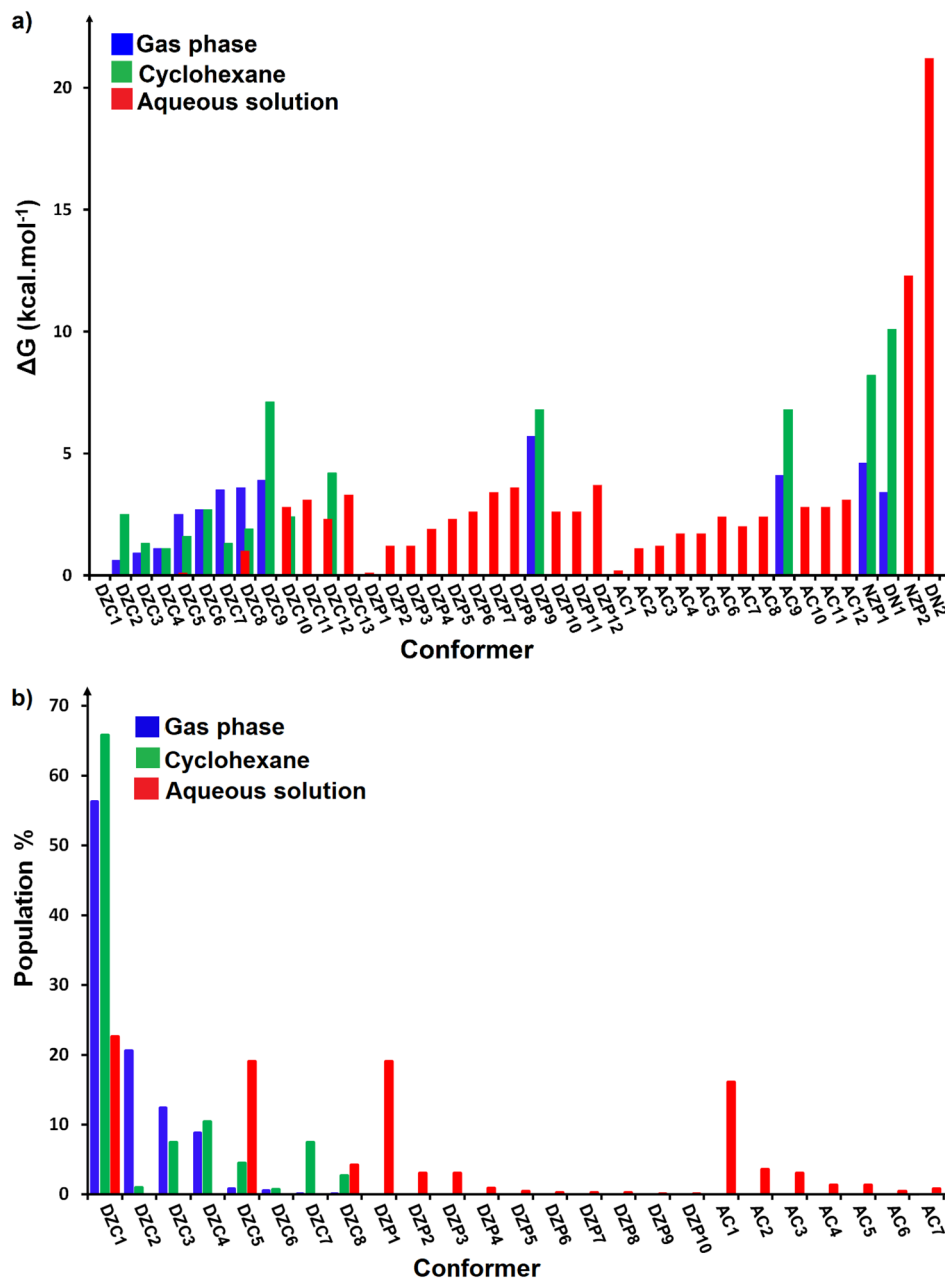 a)
Gas phase
Cyclohexane
Aqueous solution
ΔG (kcal.mol-1)
20
15
10
5
0
DZC1 DZC2 DZC3 DZC4 DZC5 DZC6 DZC7 DZC8 DZC9 DZC10 DZC11 DZC12 DZC13 DZP1 DZP2 DZP3 DZP4 DZP5 DZP6 DZP7 DZP8 DZP9 DZP10 DZP11 DZP12 AC1 AC2 AC3 AC4 AC5 AC6 AC7 AC8 AC9 AC10 AC11 AC12 NZP1 DN1 NZP2 DN2
Conformer
b)
Gas phase
Cyclohexane
Aqueous solution
Population %
70
60
50
40
30
20
10
0
DZC1 DZC2 DZC3 DZC4 DZC5 DZC6 DZC7 DZC8 DZP1 DZP2 DZP3 DZP4 DZP5 DZP6 DZP7 DZP8 DZP9 DZP10 AC1 AC2 AC3 AC4 AC5 AC6 AC7
Conformer